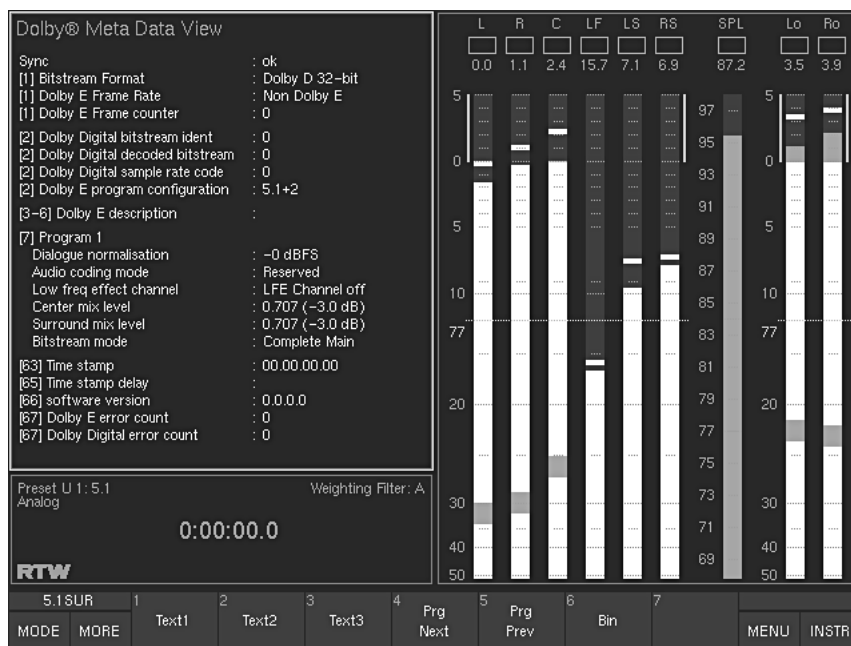 Dolby® Meta Data View
Sync : ok
[1] Bitstream Format : Dolby D 32-bit
[1] Dolby E Frame Rate : Non Dolby E
[1] Dolby E Frame counter : 0
[2] Dolby Digital bitstream ident : 0
[2] Dolby Digital decoded bitstream : 0
[2] Dolby Digital sample rate code : 0
[2] Dolby E program configuration : 5.1+2
[3-6] Dolby E description :
[7] Program 1
Dialogue normalisation : -0 dBFS
Audio coding mode : Reserved
Low freq effect channel : LFE Channel off
Center mix level : 0.707 (-3.0 dB)
Surround mix level : 0.707 (-3.0 dB)
Bitstream mode : Complete Main
[63] Time stamp : 00.00.00.00
[65] Time stamp delay :
[66] software version : 0.0.0.0
[67] Dolby E error count : 0
[67] Dolby Digital error count : 0
Preset U 1: 5.1 Weighting Filter: A
Analog
0:00:00.0
RTW
L R C LF LS RS SPL Lo Ro
0.0 1.1 2.4 15.7 7.1 6.9 87.2 3.5 3.9
5 5
97
95
0 0
93
91
5 5
89
87
10 10
85
77 83 77
81
20 79 20
77
75
30 73 30
71
40 40
69
50 50
5.1SUR 1 2 3 4 5 6 7
MODE MORE Text1 Text2 Text3 Prg Next Prg Prev Bin MENU INSTR